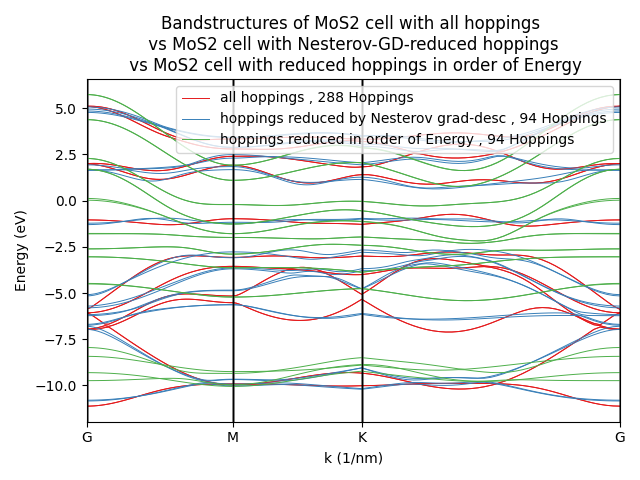 Bandstructures of MoS2 cell with all hoppings
vs MoS2 cell with Nesterov-GD-reduced hoppings
vs MoS2 cell with reduced hoppings in order of Energy
all hoppings , 288 Hoppings
hoppings reduced by Nesterov grad-desc , 94 Hoppings
hoppings reduced in order of Energy , 94 Hoppings
Energy (eV)
5.0
2.5
0.0
−2.5
−5.0
−7.5
−10.0
G M K G
k (1/nm)